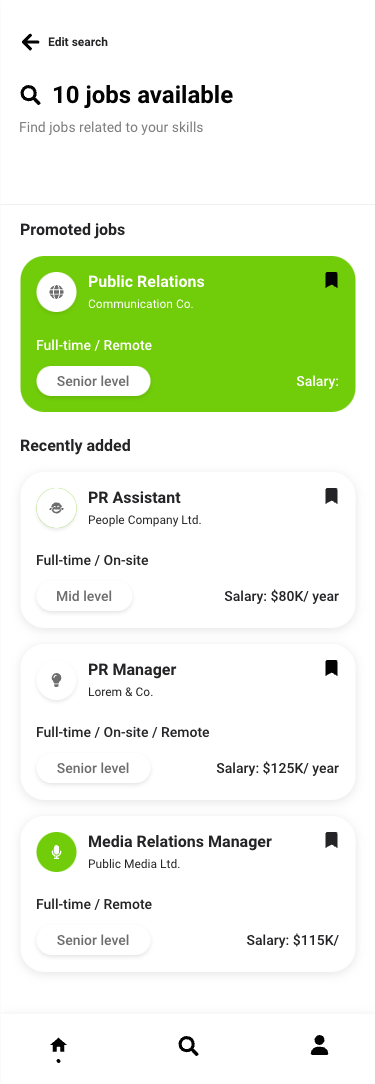 Edit search
10 jobs available
Find jobs related to your skills
Promoted jobs
Public Relations
Communication Co.
Full-time / Remote
Senior level
Salary:
Recently added
PR Assistant
People Company Ltd.
Full-time / On-site
Mid level
Salary: $80K/ year
PR Manager
Lorem & Co.
Full-time / On-site / Remote
Senior level
Salary: $125K/ year
Media Relations Manager
Public Media Ltd.
Full-time / Remote
Senior level
Salary: $115K/